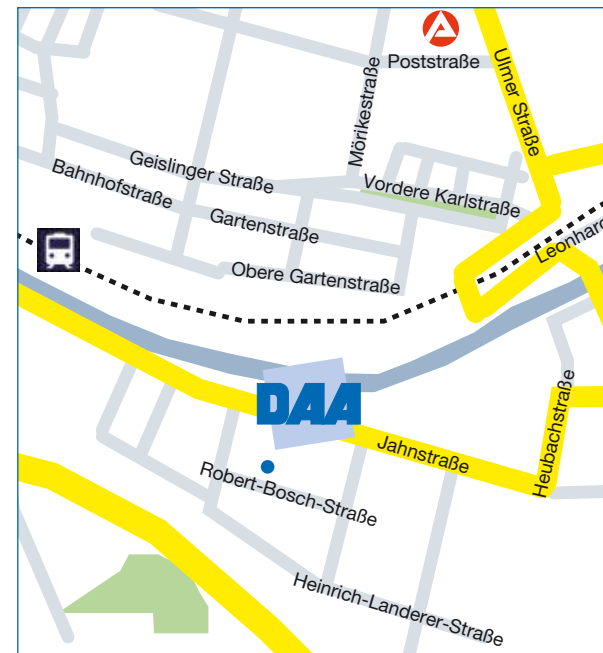 Poststraße
Ulmer Straße
Mörikestraße
Geislinger Straße
Bahnhofstraße
Vordere Karlstraße
Gartenstraße
Leonhard
Obere Gartenstraße
DAA
Jahnstraße
Heubachstraße
Robert-Bosch-Straße
Heinrich-Landerer-Straße